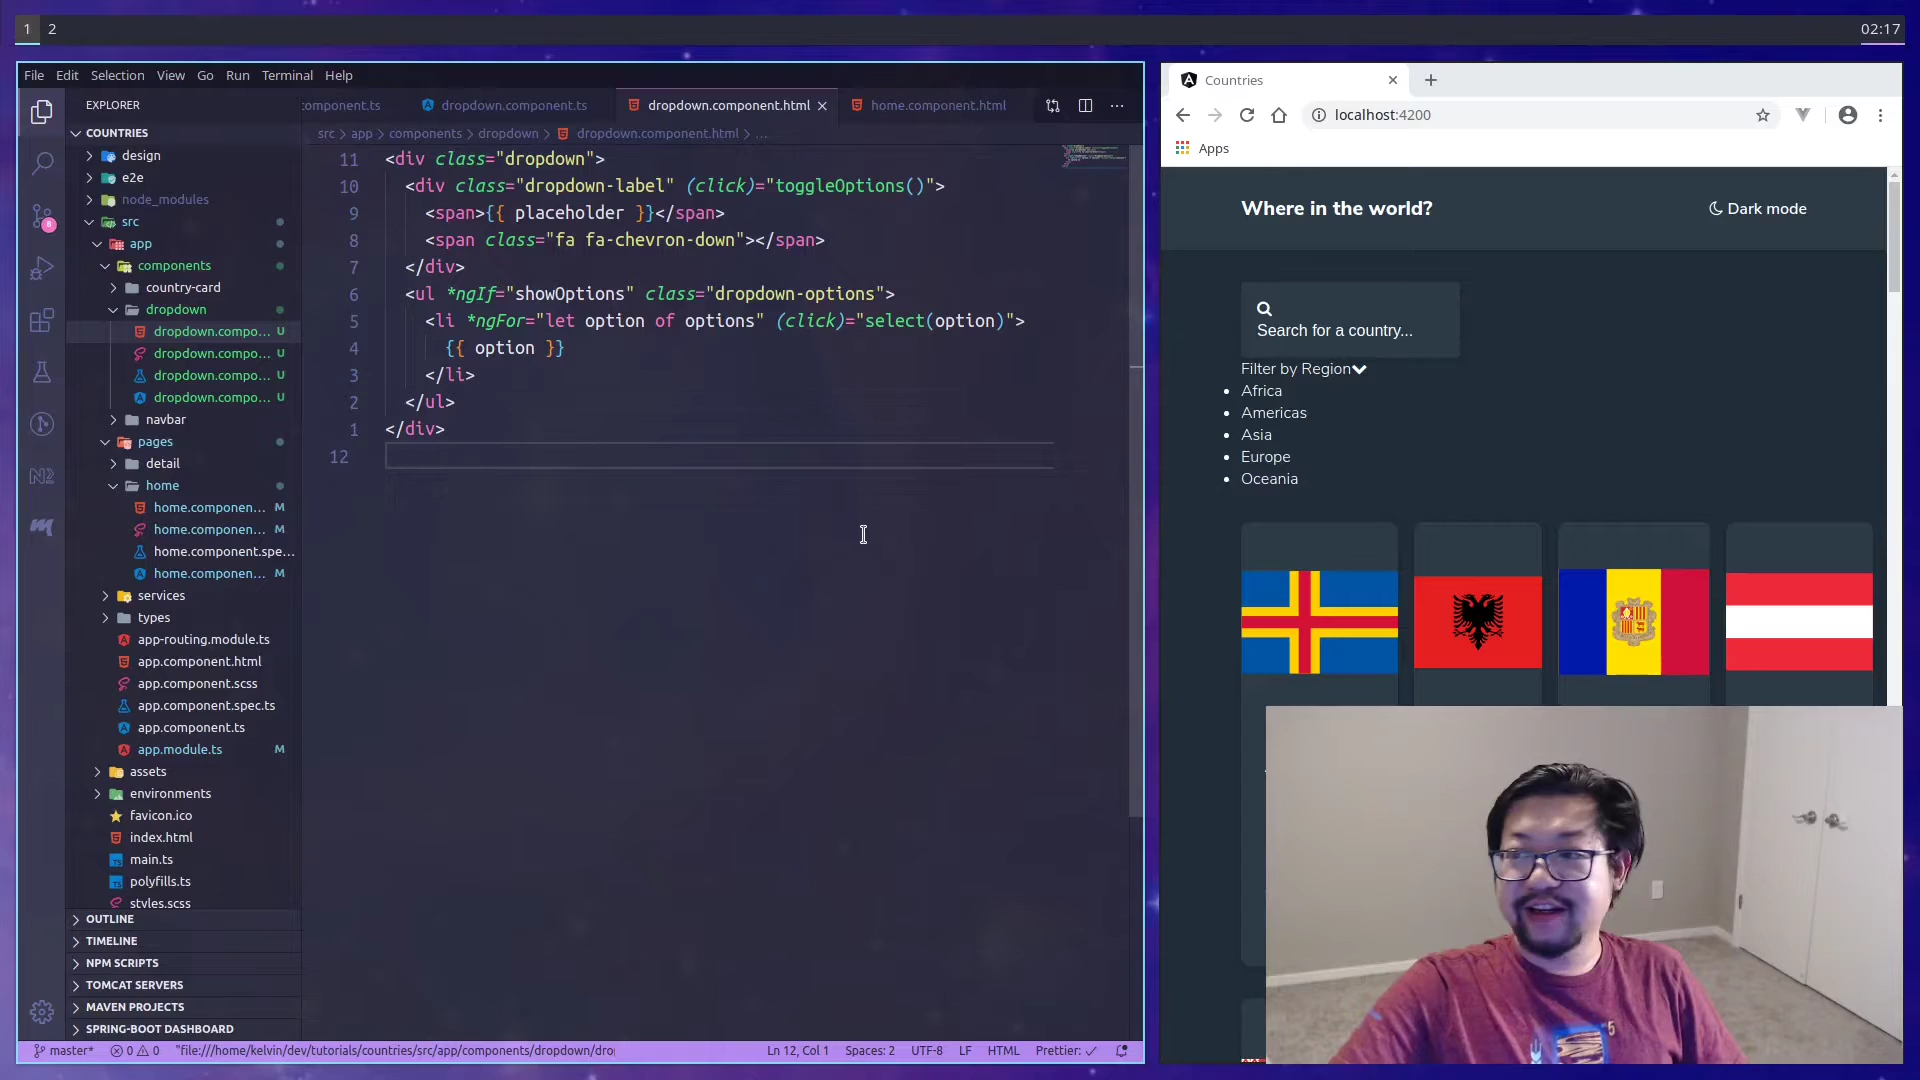 1 2
02:17
File Edit Selection View Go Run Terminal Help
EXPLORER
COUNTRIES
design
e2e
node_modules
src
app
components
country-card
dropdown
dropdown.compo... U
dropdown.compo... U
dropdown.compo... U
dropdown.compo... U
navbar
pages
detail
home
home.componen... M
home.componen... M
home.component.spe...
home.componen... M
services
types
app-routing.module.ts
app.component.html
app.component.scss
app.component.spec.ts
app.component.ts
app.module.ts M
assets
environments
favicon.ico
index.html
main.ts
polyfills.ts
styles.scss
OUTLINE
TIMELINE
NPM SCRIPTS
TOMCAT SERVERS
MAVEN PROJECTS
SPRING-BOOT DASHBOARD
8
omponent.ts dropdown.component.ts dropdown.component.html home.component.html
src > app > components > dropdown > dropdown.component.html > ...
11 <div class="dropdown">
10 <div class="dropdown-label" (click)="toggleOptions()">
9 <span>{{ placeholder }}</span>
8 <span class="fa fa-chevron-down"></span>
7 </div>
6 <ul *ngIf="showOptions" class="dropdown-options">
5 <li *ngFor="let option of options" (click)="select(option)">
4 {{ option }}
3 </li>
2 </ul>
1 </div>
12
master* 0 0 "file:///home/kelvin/dev/tutorials/countries/src/app/components/dropdown/dro Ln 12, Col 1 Spaces: 2 UTF-8 LF HTML Prettier: ✓
Countries
localhost:4200
Apps
Where in the world?
Dark mode
Search for a country...
Filter by Region
Africa
Americas
Asia
Europe
Oceania